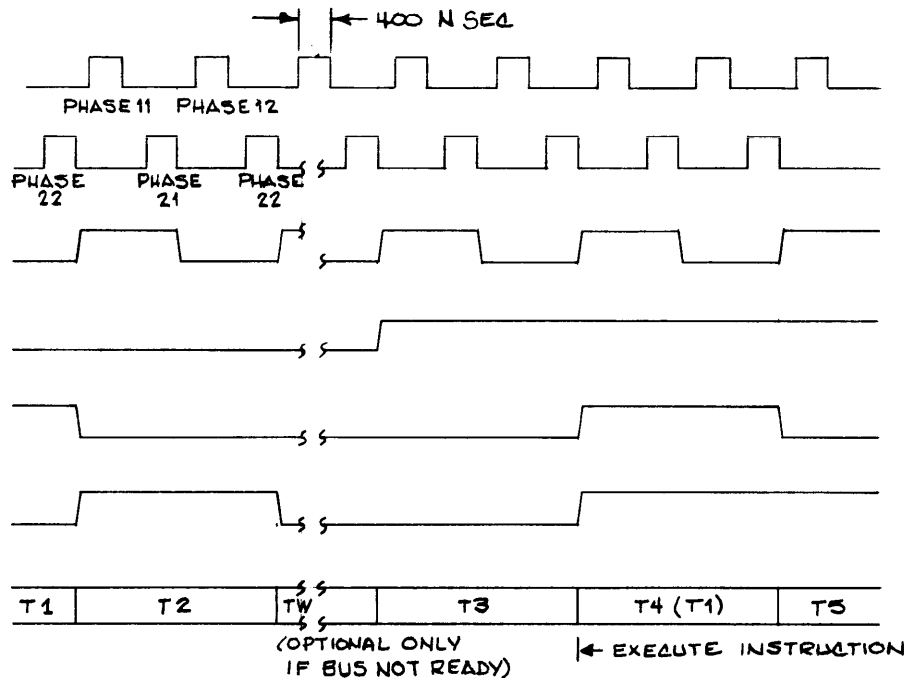 400 N SEC
PHASE 11
PHASE 12
PHASE
22
PHASE
21
PHASE
22
T1
T2
TW
T3
T4 (T1)
T5
(OPTIONAL ONLY
IF BUS NOT READY)
EXECUTE INSTRUCTION